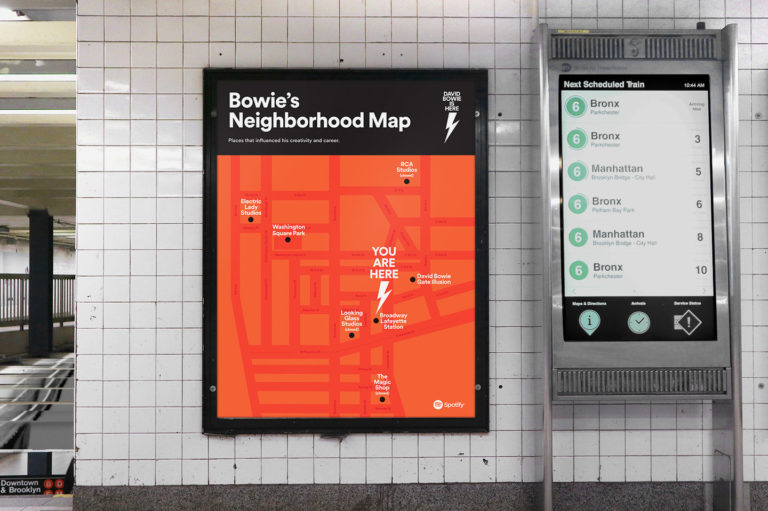 Bowie's
Neighborhood Map
Places that influenced his creativity and career.
DAVID
BOWIE
IS
HERE
RCA
Studios
(closed)
Electric
Lady
Studios
Washington
Square Park
YOU
ARE
HERE
David Bowie
Gate Illusion
Looking
Glass
Studios
(closed)
Broadway
Lafayette
Station
The
Magic
Shop
(closed)
Spotify
Next Scheduled Train
10:44 AM
6
Bronx
Parkchester
Arriving
6
Bronx
Parkchester
3
6
Manhattan
Brooklyn Bridge - City Hall
5
6
Bronx
Pelham Bay Park
6
6
Manhattan
Brooklyn Bridge - City Hall
8
6
Bronx
Parkchester
10
Maps & Directions
Arrivals
Service Status
Downtown
& Brooklyn